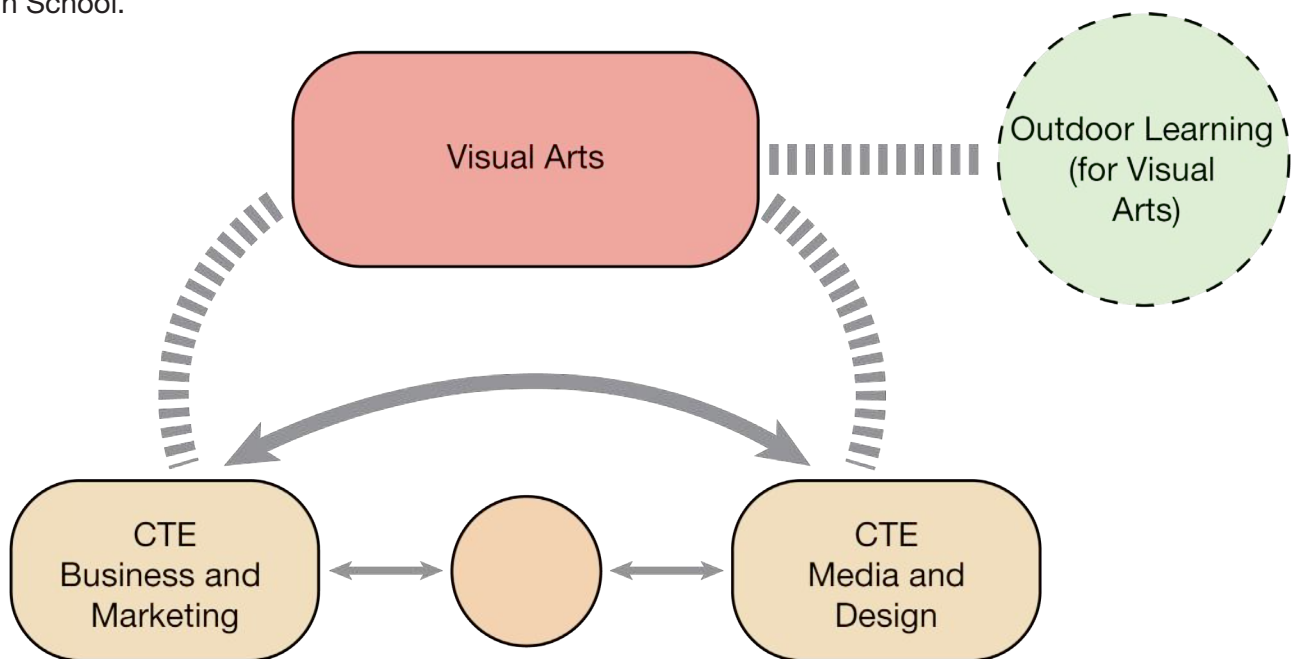 School.
Visual Arts
Outdoor Learning
(for Visual
Arts)
CTE
Business and
Marketing
CTE
Media and
Design